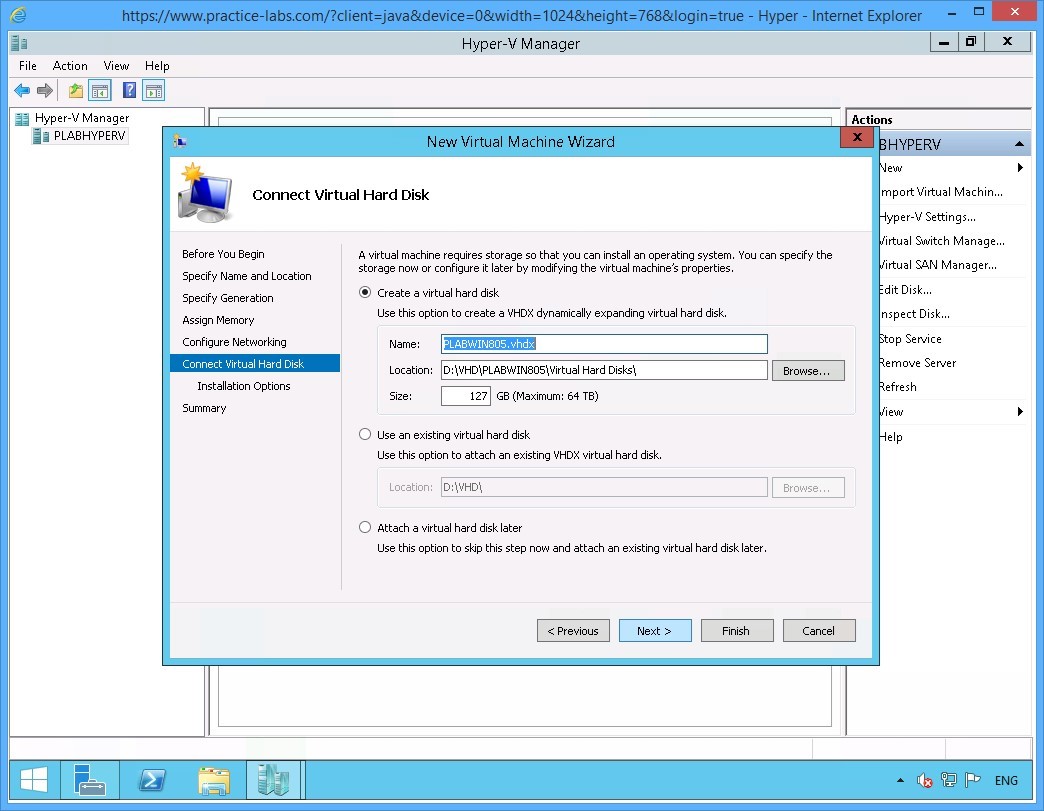 https://www.practice-labs.com/?client=java&device=0&width=1024&height=768&login=true - Hyper - Internet Explorer
Hyper-V Manager
File Action View Help
Hyper-V Manager
PLABHYPERV
Actions
BHYPERV
New
Import Virtual Machin...
Hyper-V Settings...
Virtual Switch Manage...
Virtual SAN Manager...
Edit Disk...
Inspect Disk...
Stop Service
Remove Server
Refresh
View
Help
New Virtual Machine Wizard
Connect Virtual Hard Disk
Before You Begin
Specify Name and Location
Specify Generation
Assign Memory
Configure Networking
Connect Virtual Hard Disk
Installation Options
Summary
A virtual machine requires storage so that you can install an operating system. You can specify the
storage now or configure it later by modifying the virtual machine's properties.
Create a virtual hard disk
Use this option to create a VHDX dynamically expanding virtual hard disk.
Name: PLABWIN805.vhdx
Location: D:\VHD\PLABWIN805\Virtual Hard Disks\ Browse...
Size: 127 GB (Maximum: 64 TB)
Use an existing virtual hard disk
Use this option to attach an existing VHDX virtual hard disk.
Location: D:\VHD\ Browse...
Attach a virtual hard disk later
Use this option to skip this step now and attach an existing virtual hard disk later.
< Previous Next > Finish Cancel
ENG